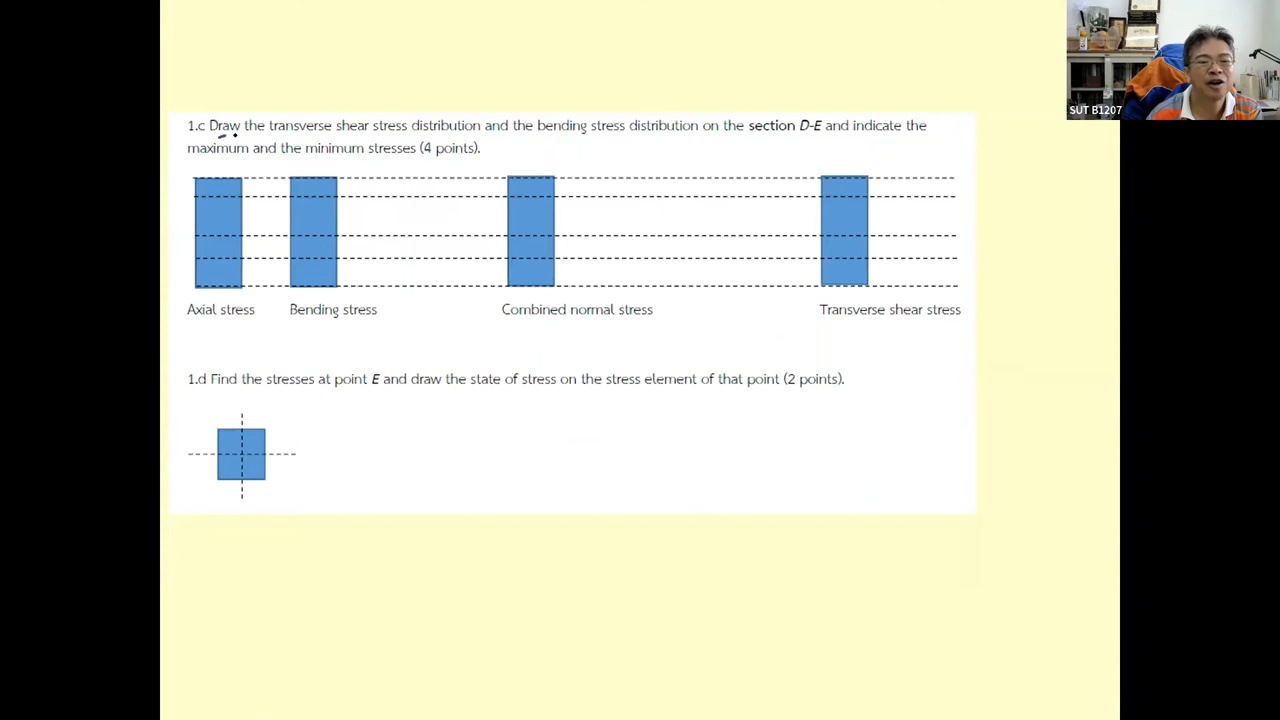 SUT B1207
1.c Draw the transverse shear stress distribution and the bending stress distribution on the section D-E and indicate the
maximum and the minimum stresses (4 points).
Axial stress Bending stress Combined normal stress Transverse shear stress
1.d Find the stresses at point E and draw the state of stress on the stress element of that point (2 points).